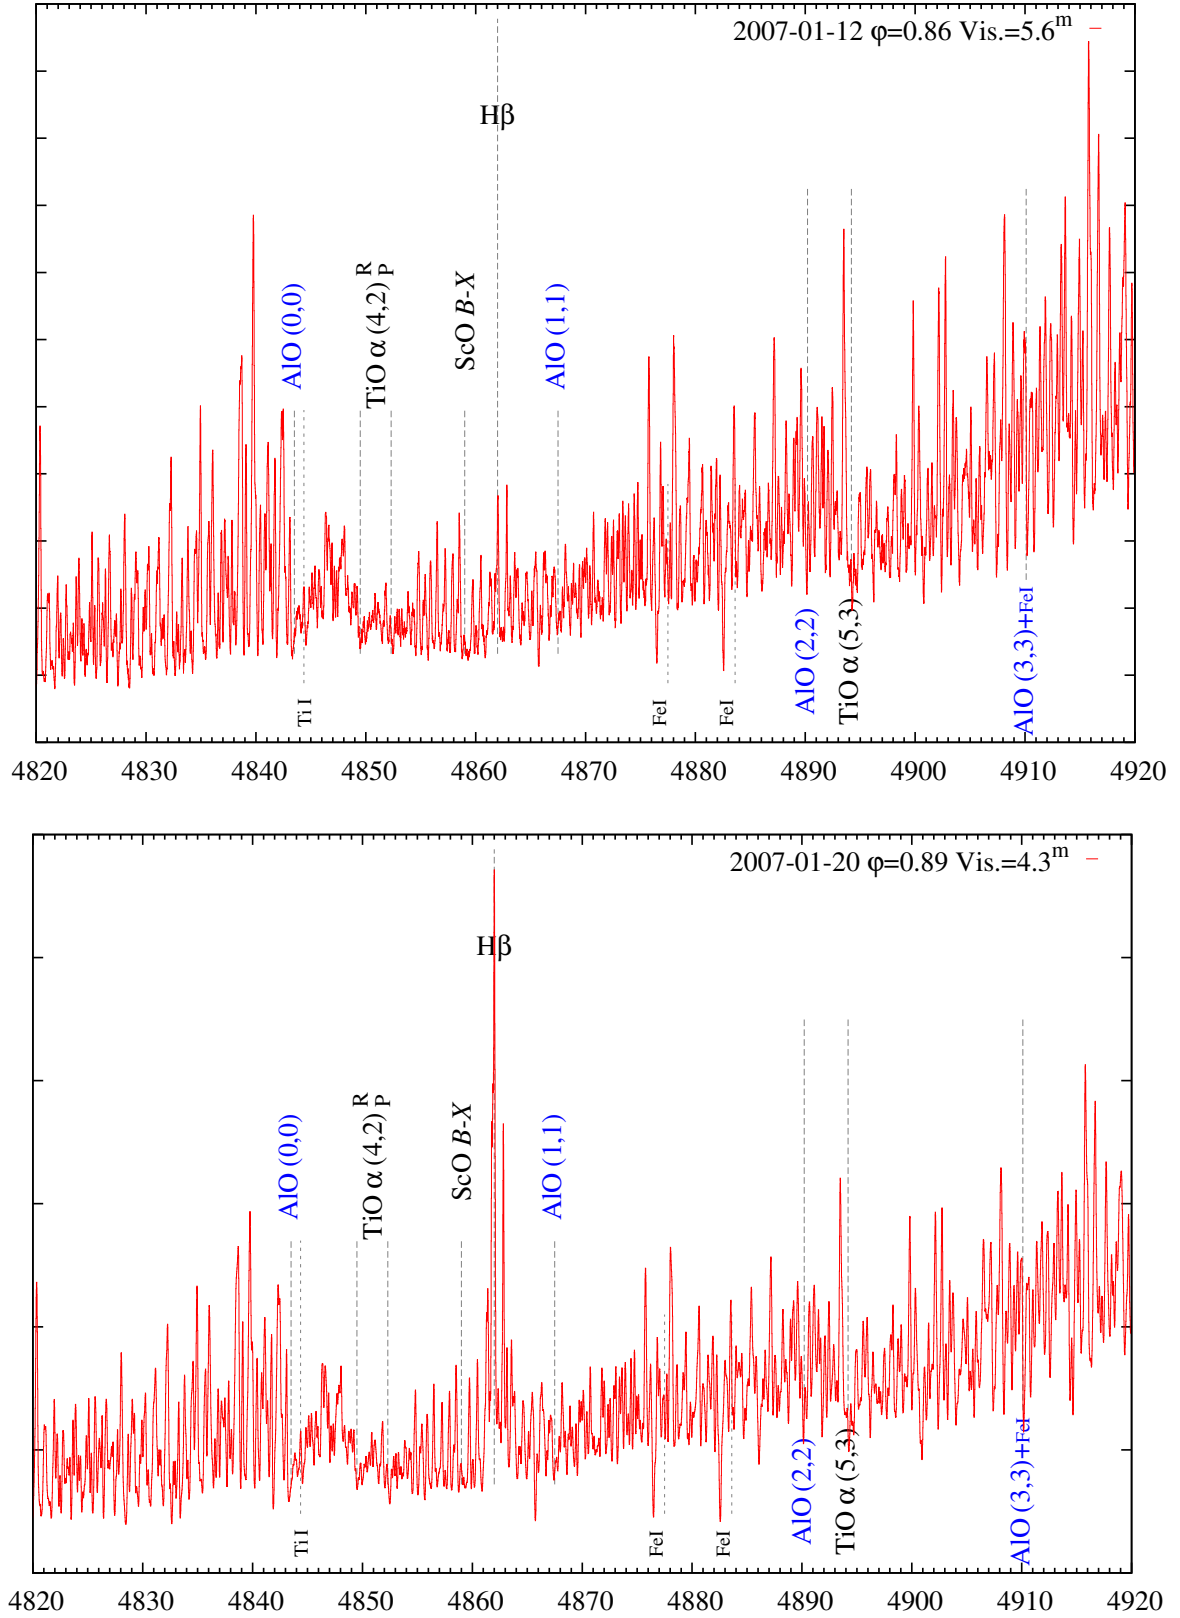 2007-01-12 φ=0.86 Vis.=5.6m
Hβ
AlO (0,0)
TiO α (4,2) R P
ScO B-X
AlO (1,1)
Ti I
FeI
FeI
AlO (2,2)
TiO α (5,3)
AlO (3,3)+FeI
4820 4830 4840 4850 4860 4870 4880 4890 4900 4910 4920
2007-01-20 φ=0.89 Vis.=4.3m
Hβ
AlO (0,0)
TiO α (4,2) R P
ScO B-X
AlO (1,1)
Ti I
FeI
FeI
AlO (2,2)
TiO α (5,3)
AlO (3,3)+FeI
4820 4830 4840 4850 4860 4870 4880 4890 4900 4910 4920